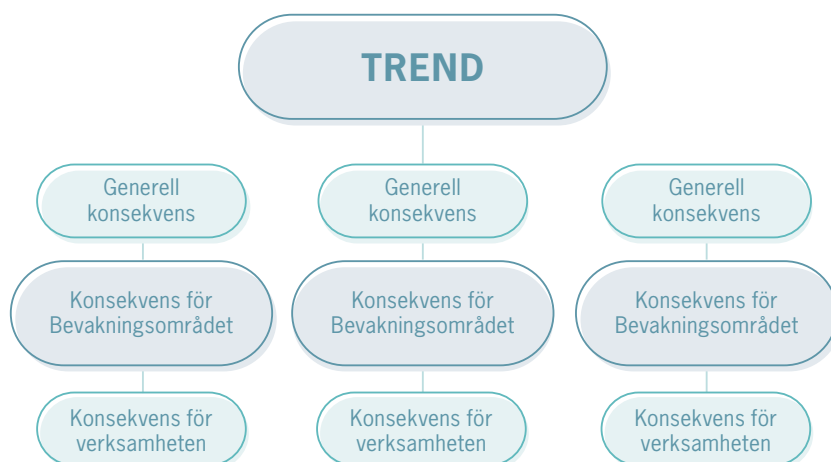 TREND
Generell
konsekvens
Generell
konsekvens
Generell
konsekvens
Konsekvens för
Bevakningsområdet
Konsekvens för
Bevakningsområdet
Konsekvens för
Bevakningsområdet
Konsekvens för
verksamheten
Konsekvens för
verksamheten
Konsekvens för
verksamheten